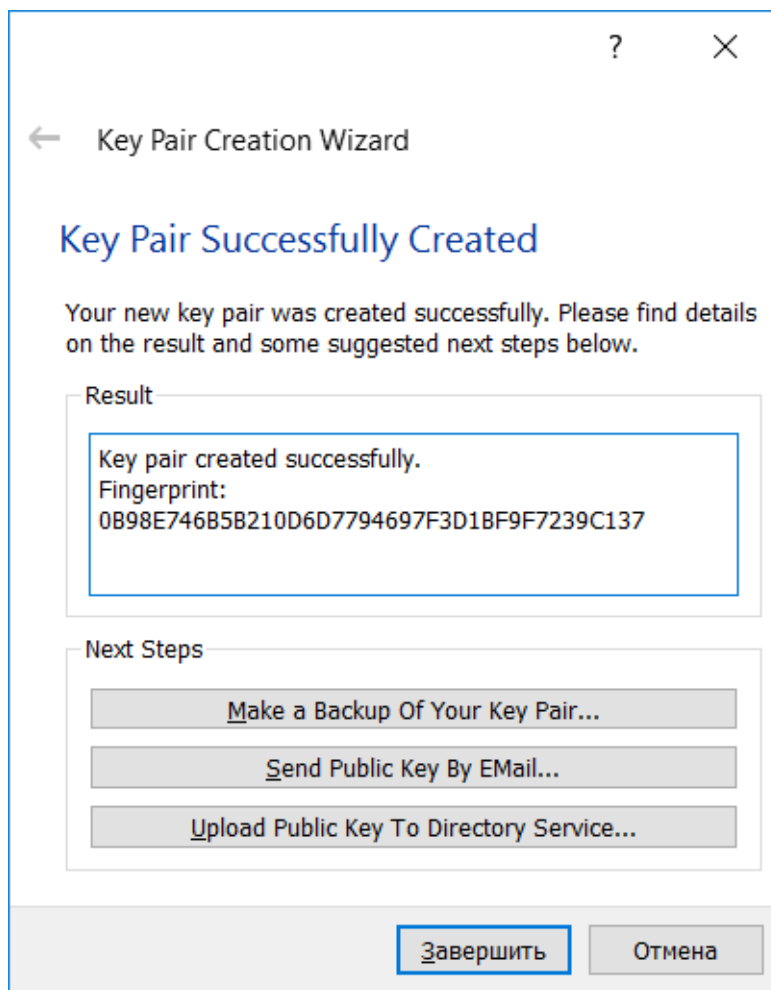 ?
Key Pair Creation Wizard
Key Pair Successfully Created
Your new key pair was created successfully. Please find details
on the result and some suggested next steps below.
Result
Key pair created successfully.
Fingerprint:
0B98E746B5B210D6D7794697F3D1BF9F7239C137
Next Steps
Make a Backup Of Your Key Pair...
Send Public Key By EMail...
Upload Public Key To Directory Service...
Завершить
Отмена